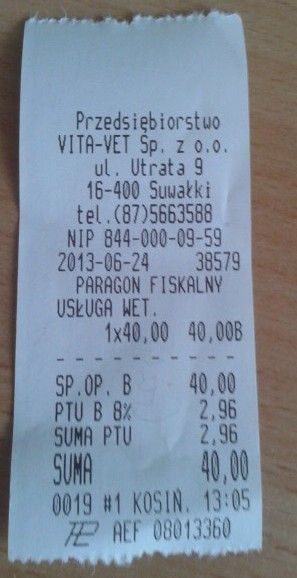 Przedsiębiorstwo
VITA-VET Sp. z o.o.
ul. Utrata 9
16-400 Suwałki
tel.(87)5663588
NIP 844-000-09-59
2013-06-24 38579
PARAGON FISKALNY
USŁUGA WET.
1x40,00 40,00B
- - - - - - - - - - - - -
SP.OP. B 40,00
PTU B 8% 2,96
SUMA PTU 2,96
SUMA 40,00
0019 #1 KOSIŃ. 13:05
AEF 08013360